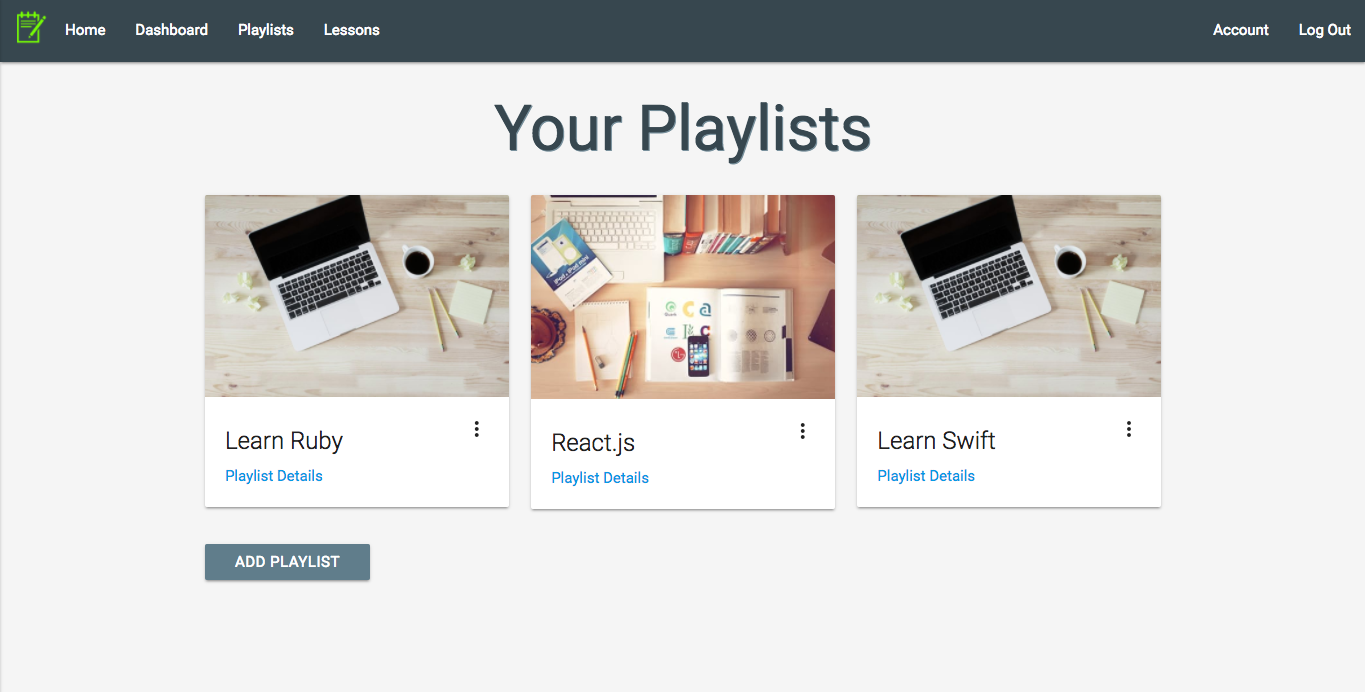 Home Dashboard Playlists Lessons Account Log Out
Your Playlists
Learn Ruby
Playlist Details
React.js
Playlist Details
Learn Swift
Playlist Details
ADD PLAYLIST